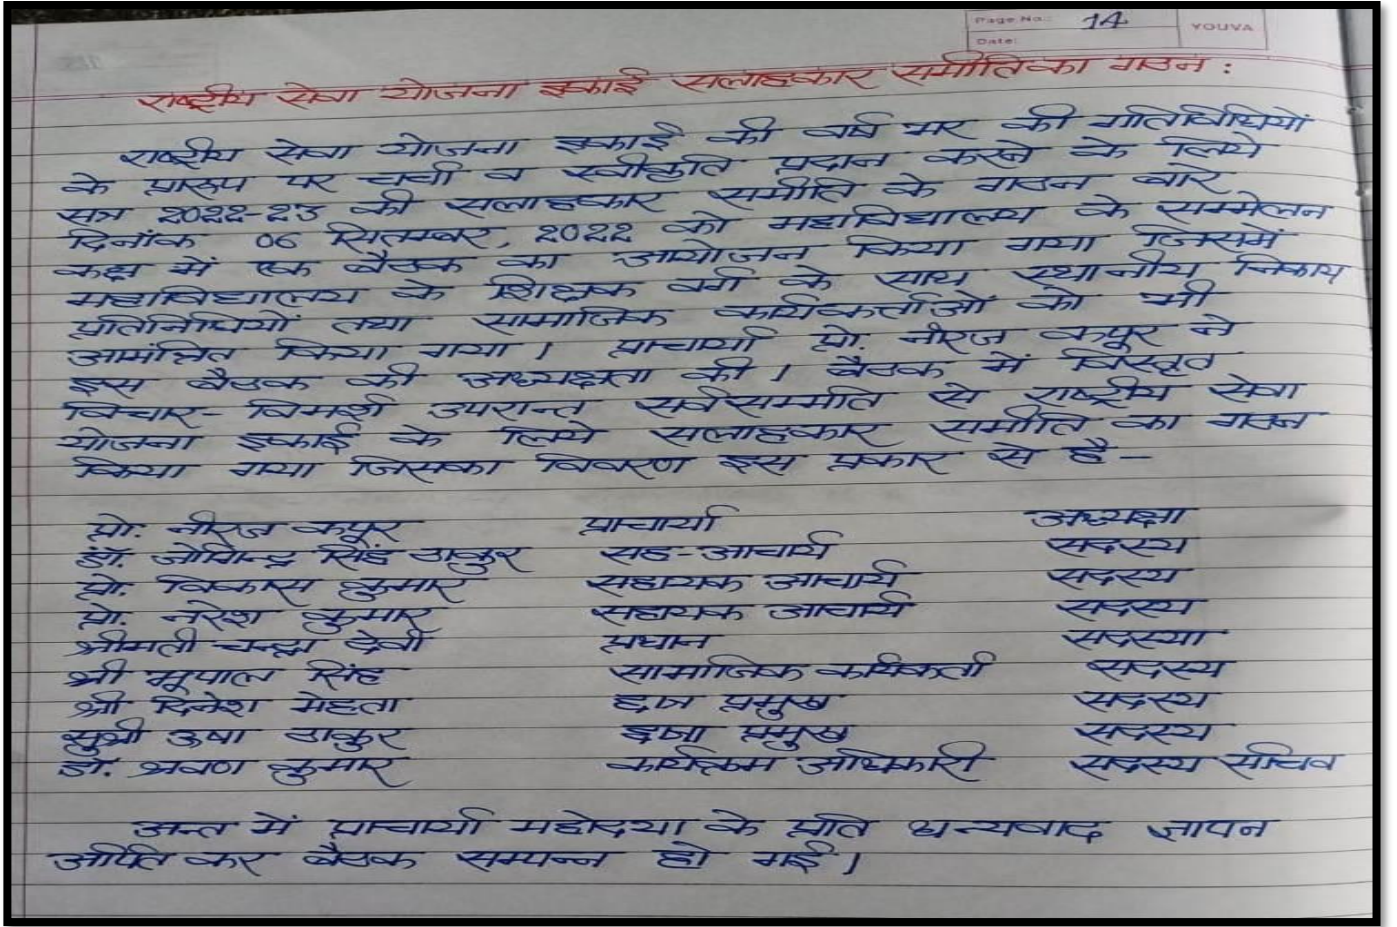 Page No.: 14
Date:
YOUVA
राष्ट्रीय सेवा योजना इकाई सलाहकार समीतिका गठन :
राष्ट्रीय सेवा योजना इकाई की वर्ष भर की गतिविधियों
के प्रारूप पर चर्चा व स्वीकृति प्रदान करने के लिये
सत्र 2022-23 की सलाहकार समीति के गठन बारे
दिनांक 06 सितम्बर, 2022 को महाविद्यालय के सम्मेलन
कक्ष में एक बैठक का आयोजन किया गया जिसमें
महाविद्यालय के शिक्षक वर्ग के साथ स्थानीय निकाय
प्रतिनिधियों तथा सामाजिक कार्यकर्ताओं को भी
आमंत्रित किया गया। प्राचार्या प्रो. नीरज कपूर ने
इस बैठक की अध्यक्षता की। बैठक में विस्तृत
विचार-विमर्श उपरान्त सर्वसम्मति से राष्ट्रीय सेवा
योजना इकाई के लिये सलाहकार समीति का गठन
किया गया जिसका विवरण इस प्रकार से है –
प्रो. नीरज कपूर प्राचार्या अध्यक्षा
डॉ. जोगिन्द्र सिंह ठाकुर सह-आचार्य सदस्य
प्रो. विकास कुमार सहायक आचार्य सदस्य
प्रो. नरेश कुमार सहायक आचार्य सदस्य
श्रीमती चन्द्रा देवी प्रधान सदस्या
श्री भूपाल सिंह सामाजिक कार्यकर्ता सदस्य
श्री दिनेश मेहता छात्र प्रमुख सदस्य
सुश्री ऊषा ठाकुर छात्रा प्रमुख सदस्य
डॉ. श्रवण कुमार कार्यक्रम अधिकारी सदस्य सचिव
अन्त में प्राचार्या महोदया के प्रति धन्यवाद ज्ञापन
अर्पित कर बैठक सम्पन्न हो गई।